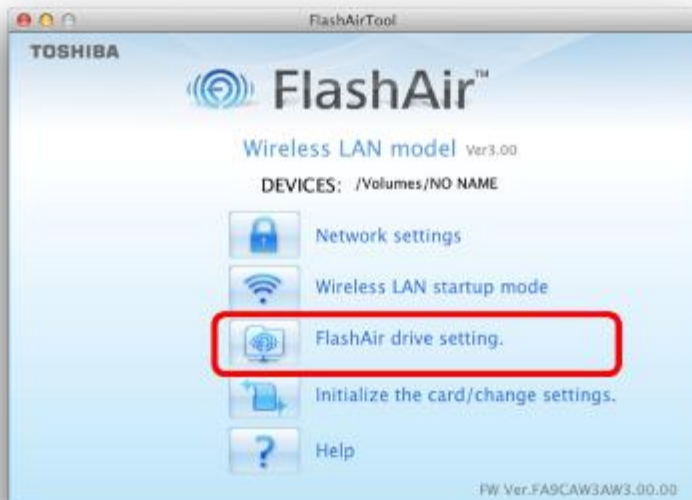 FlashAirTool
TOSHIBA
FlashAir™
Wireless LAN model Ver3.00
DEVICES: /Volumes/NO NAME
Network settings
Wireless LAN startup mode
FlashAir drive setting.
Initialize the card/change settings.
? Help
FW Ver.FA9CAW3AW3.00.00